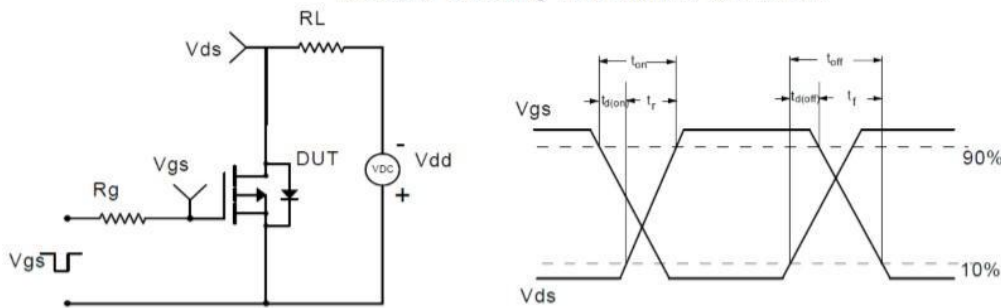 RL
Vds
Vgs
DUT
Rg
Vgs
VDC
-
+
Vdd
ton
toff
td(on)
tr
td(off)
tf
Vgs
90%
10%
Vds